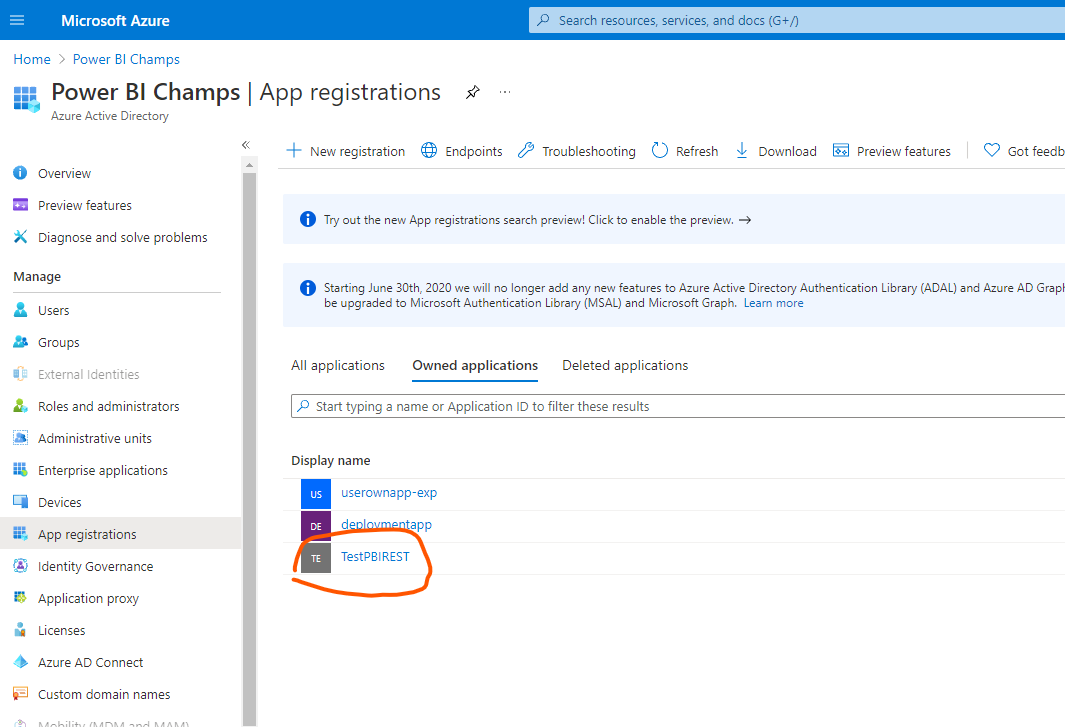 Microsoft Azure
Search resources, services, and docs (G+/)
Home > Power BI Champs
Power BI Champs | App registrations
Azure Active Directory
Overview
Preview features
Diagnose and solve problems
Manage
Users
Groups
External Identities
Roles and administrators
Administrative units
Enterprise applications
Devices
App registrations
Identity Governance
Application proxy
Licenses
Azure AD Connect
Custom domain names
Mobility (MDM and MAM)
New registration Endpoints Troubleshooting Refresh Download Preview features Got feedb
Try out the new App registrations search preview! Click to enable the preview. →
Starting June 30th, 2020 we will no longer add any new features to Azure Active Directory Authentication Library (ADAL) and Azure AD Graph
be upgraded to Microsoft Authentication Library (MSAL) and Microsoft Graph. Learn more
All applications Owned applications Deleted applications
Start typing a name or Application ID to filter these results
Display name
US userownapp-exp
DE deploymentapp
TE TestPBIREST